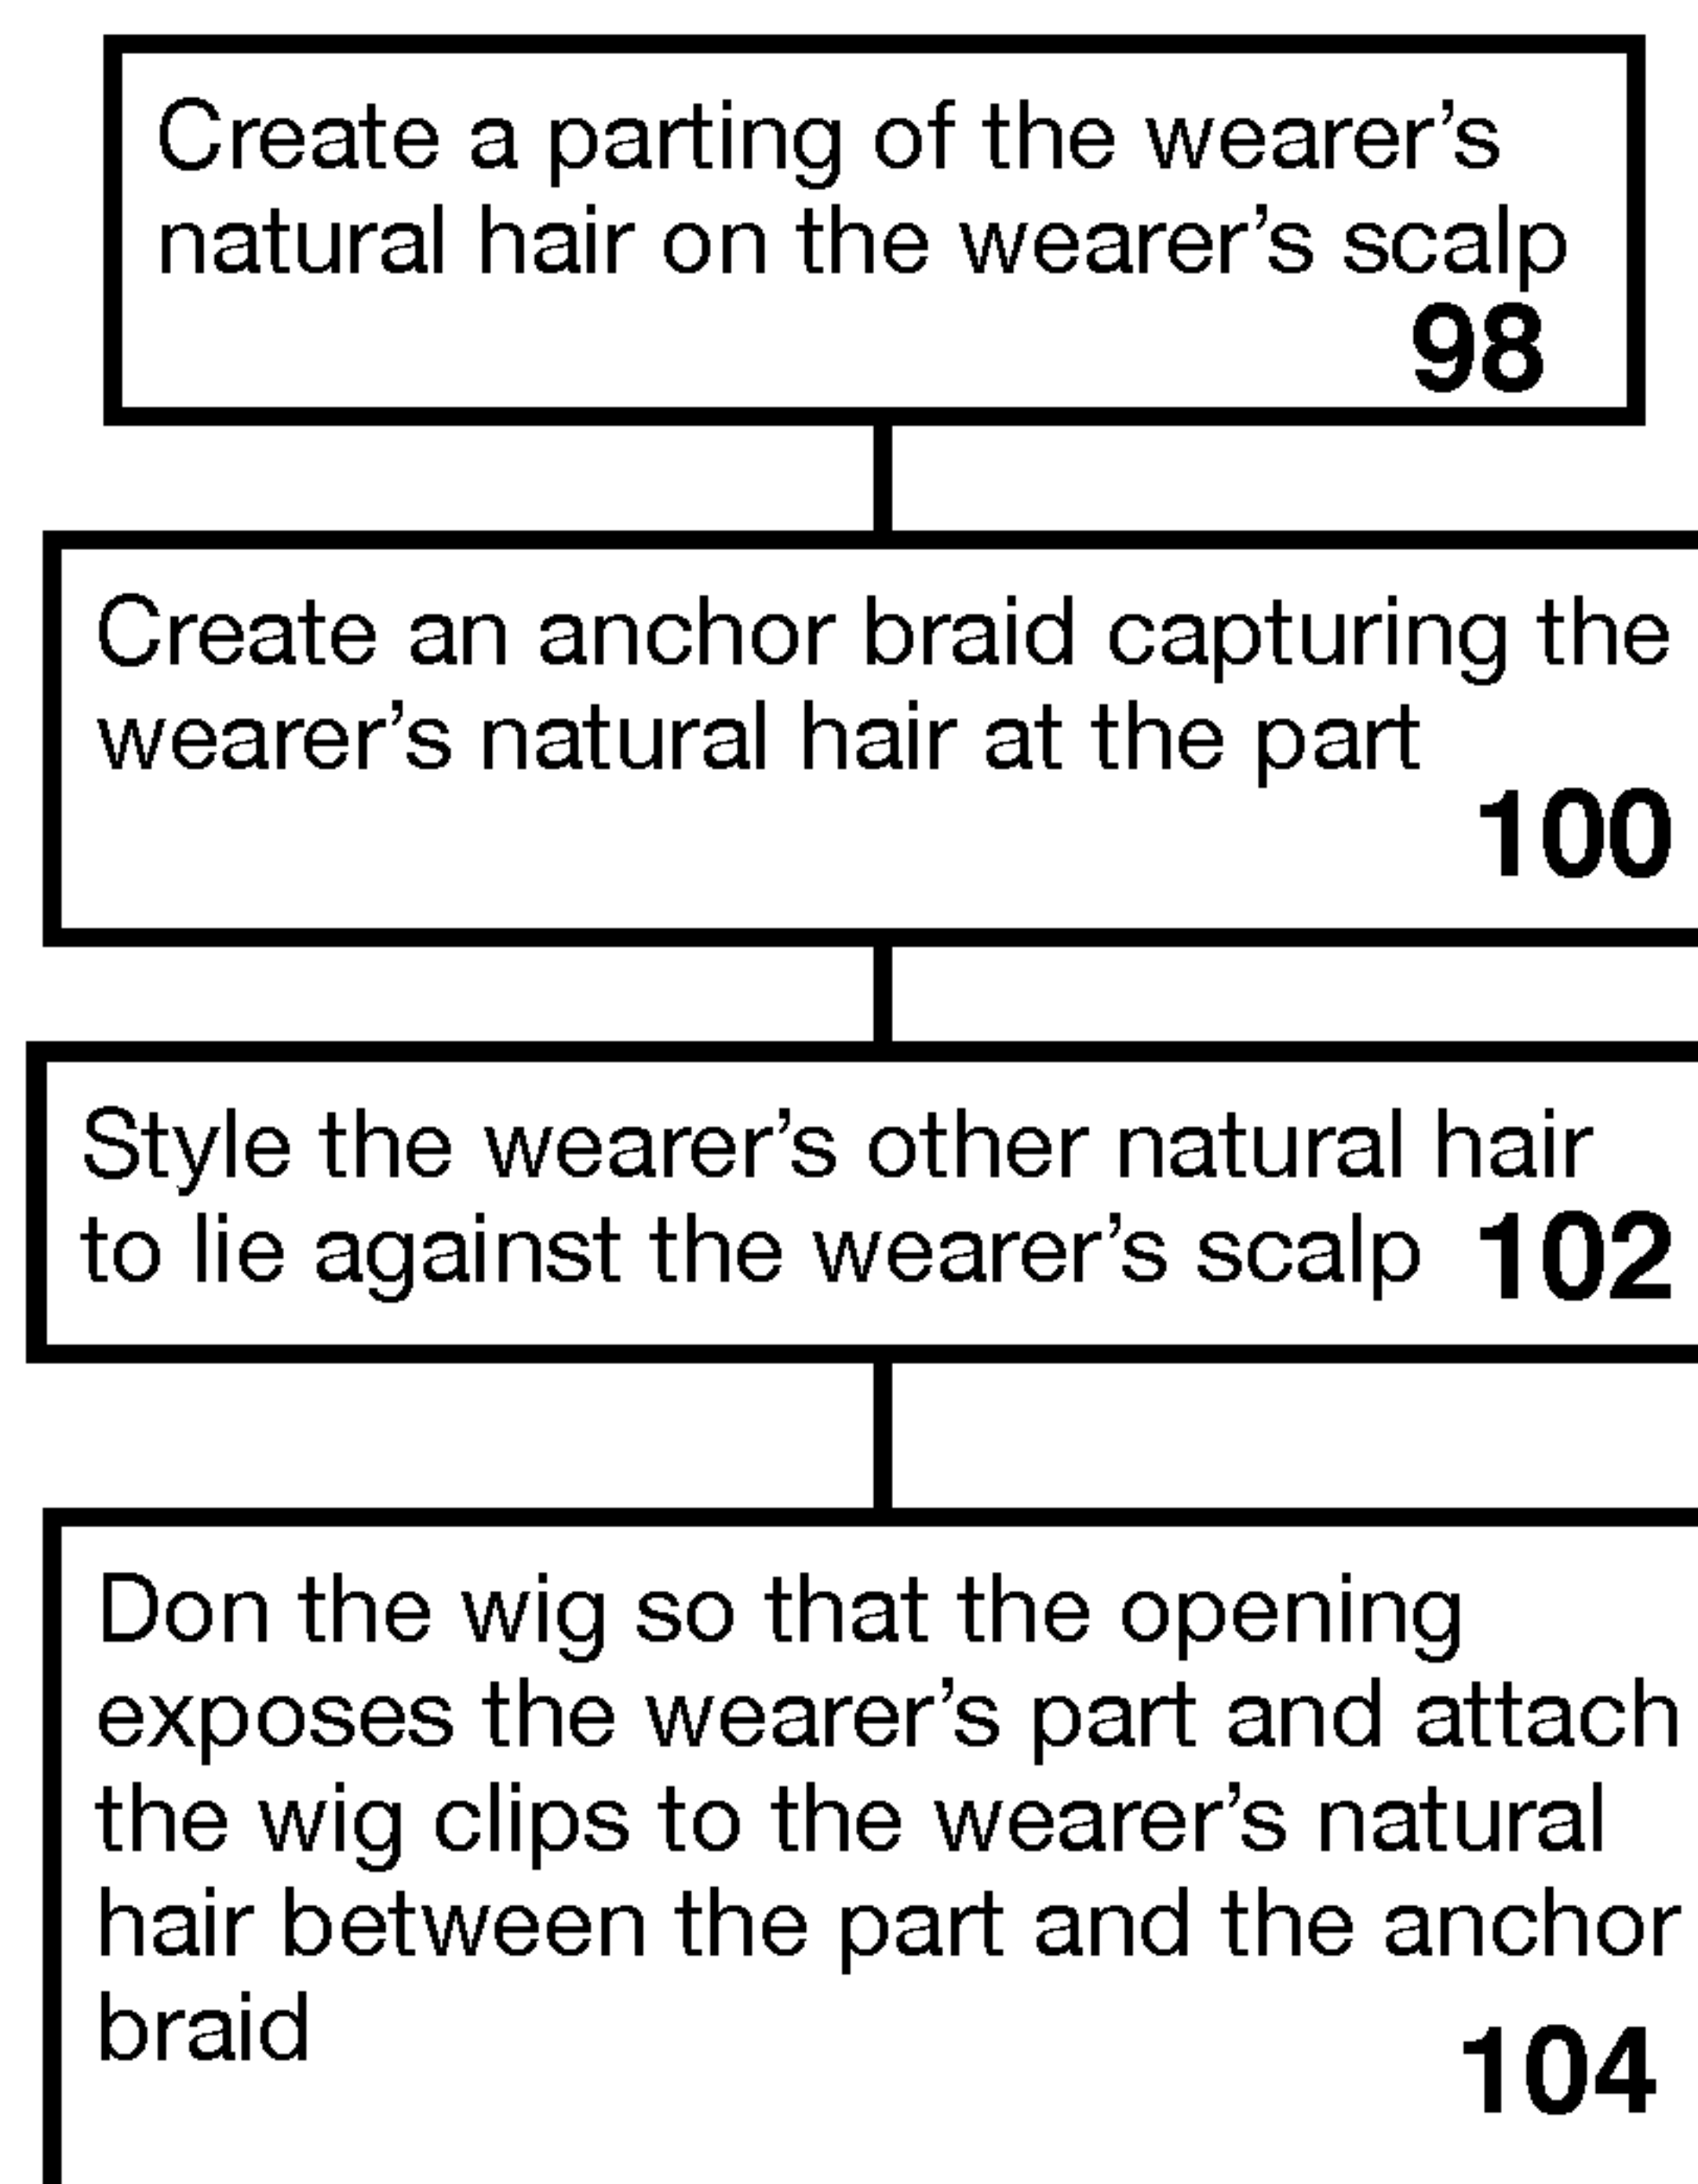 Create a parting of the wearer’s
natural hair on the wearer’s scalp
98
Create an anchor braid capturing the
wearer’s natural hair at the part
100
Style the wearer’s other natural hair
to lie against the wearer’s scalp 102
Don the wig so that the opening
exposes the wearer’s part and attach
the wig clips to the wearer’s natural
hair between the part and the anchor
braid
104